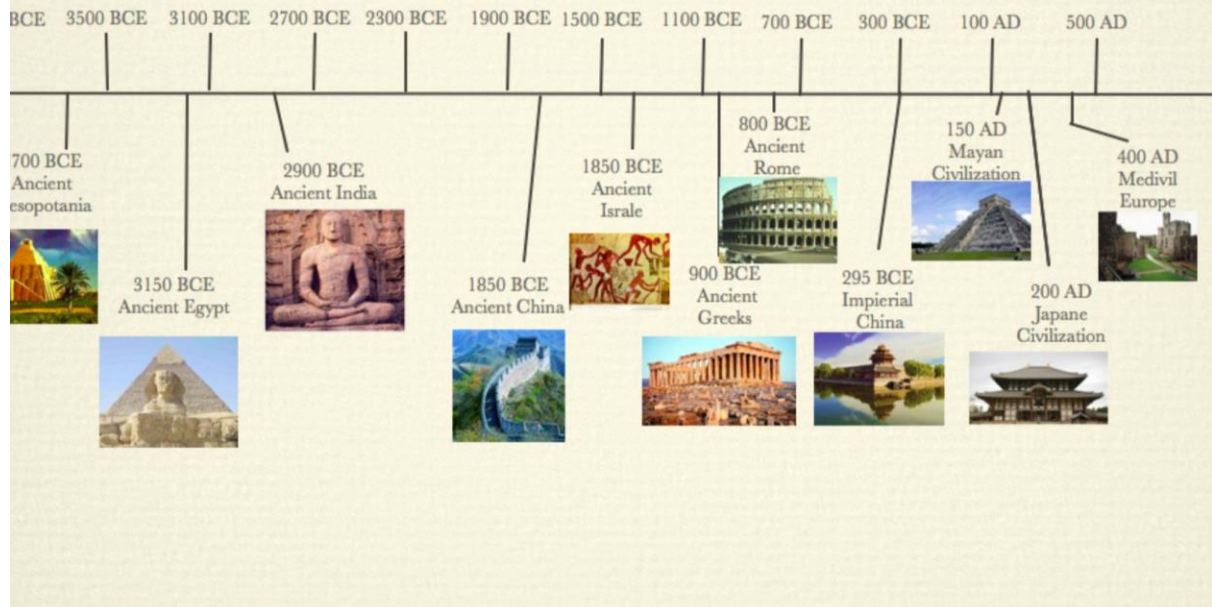 BCE 3500 BCE 3100 BCE 2700 BCE 2300 BCE 1900 BCE 1500 BCE 1100 BCE 700 BCE 300 BCE 100 AD 500 AD
700 BCE
Ancient
esopotania
3150 BCE
Ancient Egypt
2900 BCE
Ancient India
1850 BCE
Ancient China
1850 BCE
Ancient
Israle
900 BCE
Ancient
Greeks
800 BCE
Ancient
Rome
295 BCE
Impierial
China
150 AD
Mayan
Civilization
200 AD
Japane
Civilization
400 AD
Medivil
Europe